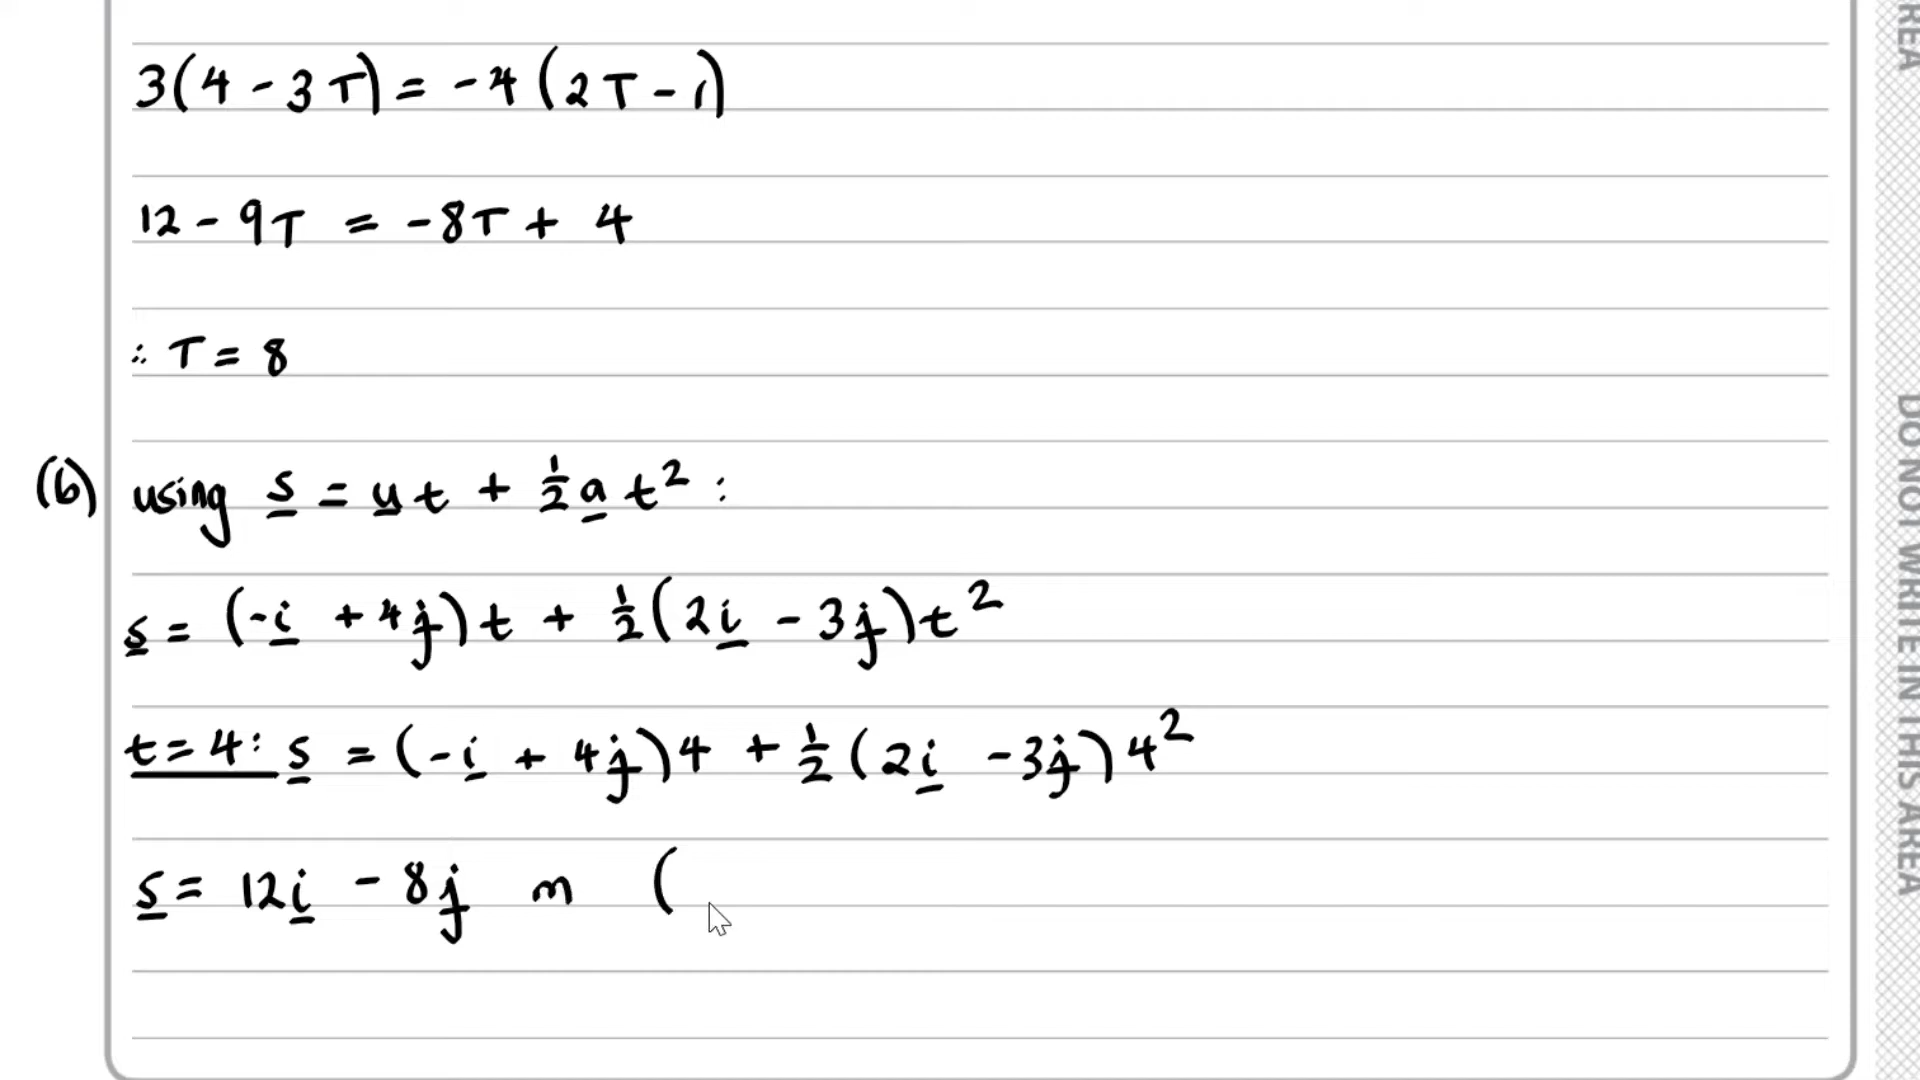 3(4 - 3T) = -4(2T - 1)
12 - 9T = -8T + 4
∴ T = 8
(b) using s = ut + ½at² :
s = (-i + 4j)t + ½(2i - 3j)t²
t = 4: s = (-i + 4j)4 + ½(2i - 3j)4²
s = 12i - 8j m (
REA
DO NOT WRITE IN THIS AREA